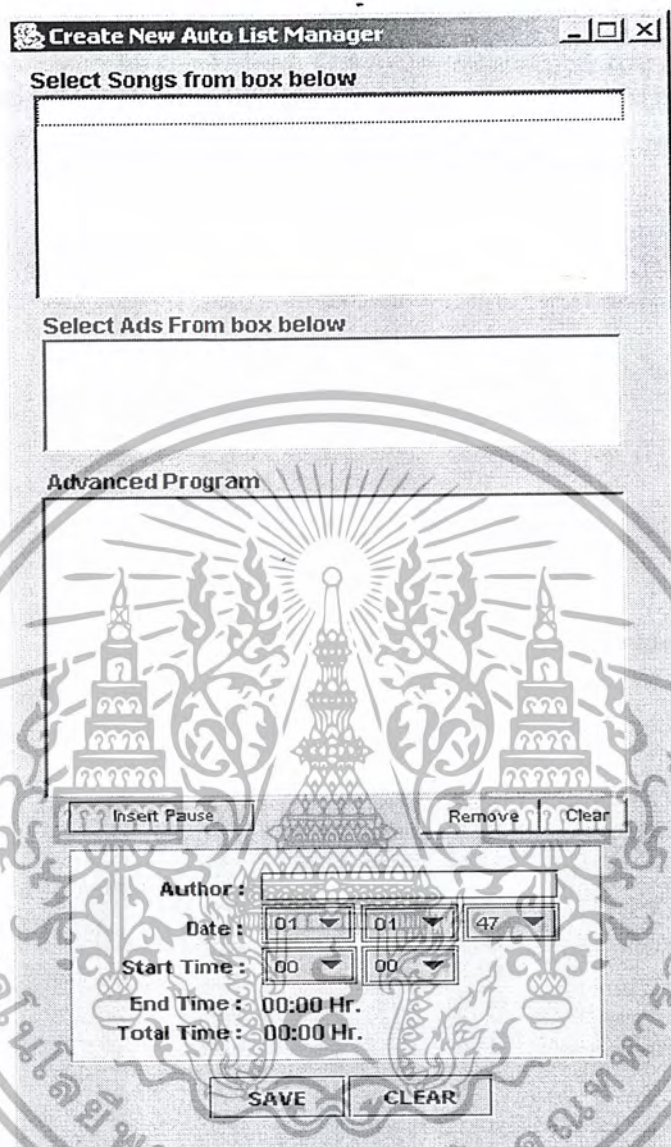 Create New Auto List Manager
Select Songs from box below
Select Ads From box below
Advanced Program
Insert Pause Remove Clear
Author :
Date : 01 01 47
Start Time : 00 00
End Time : 00:00 Hr.
Total Time : 00:00 Hr.
SAVE CLEAR